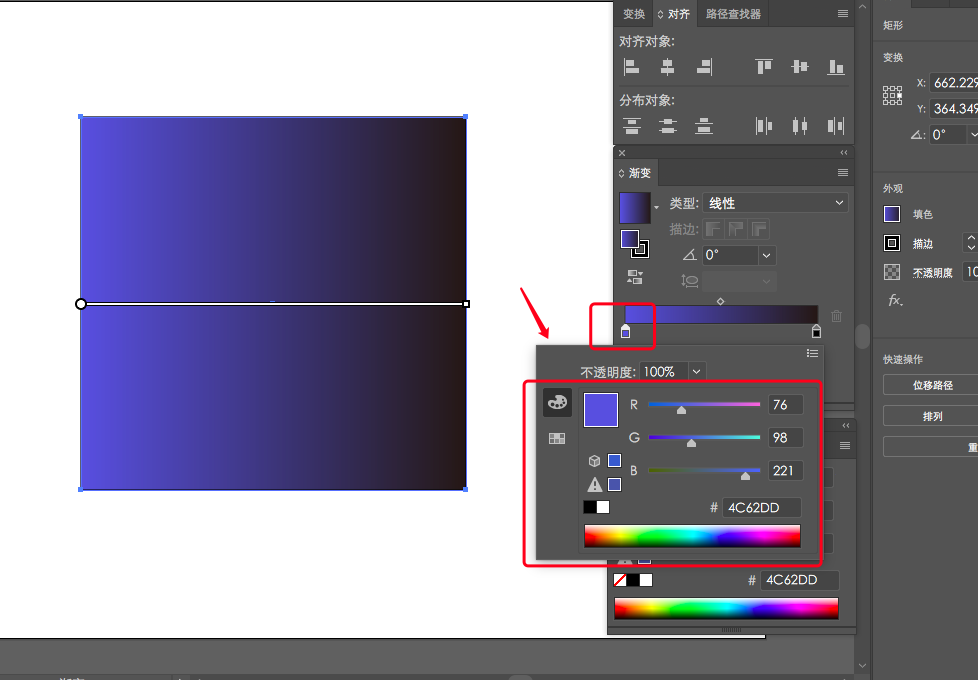 变换 对齐 路径查找器
对齐对象:
分布对象:
渐变
类型: 线性
描边:
0°
不透明度: 100%
R 76
G 98
B 221
# 4C62DD
# 4C62DD
矩形
变换
X: 662.229
Y: 364.349
0°
外观
填色
描边
不透明度 10
fx.
快速操作
位移路径
排列
重